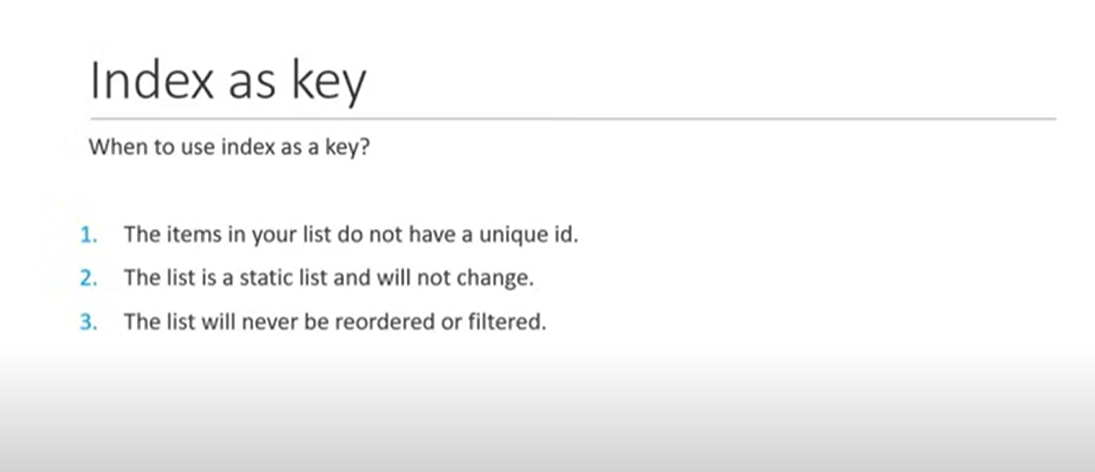 Index as key
When to use index as a key?
1. The items in your list do not have a unique id.
2. The list is a static list and will not change.
3. The list will never be reordered or filtered.